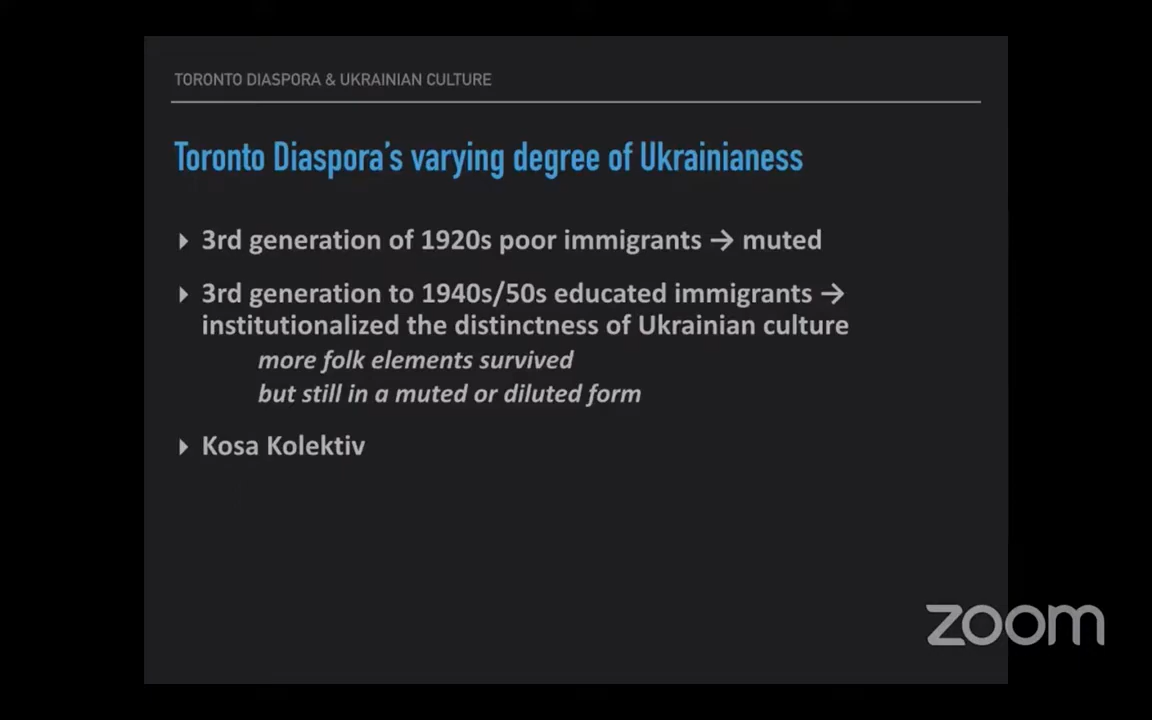 TORONTO DIASPORA & UKRAINIAN CULTURE
Toronto Diaspora's varying degree of Ukrainianess
3rd generation of 1920s poor immigrants → muted
3rd generation to 1940s/50s educated immigrants →
institutionalized the distinctness of Ukrainian culture
more folk elements survived
but still in a muted or diluted form
Kosa Kolektiv
zoom